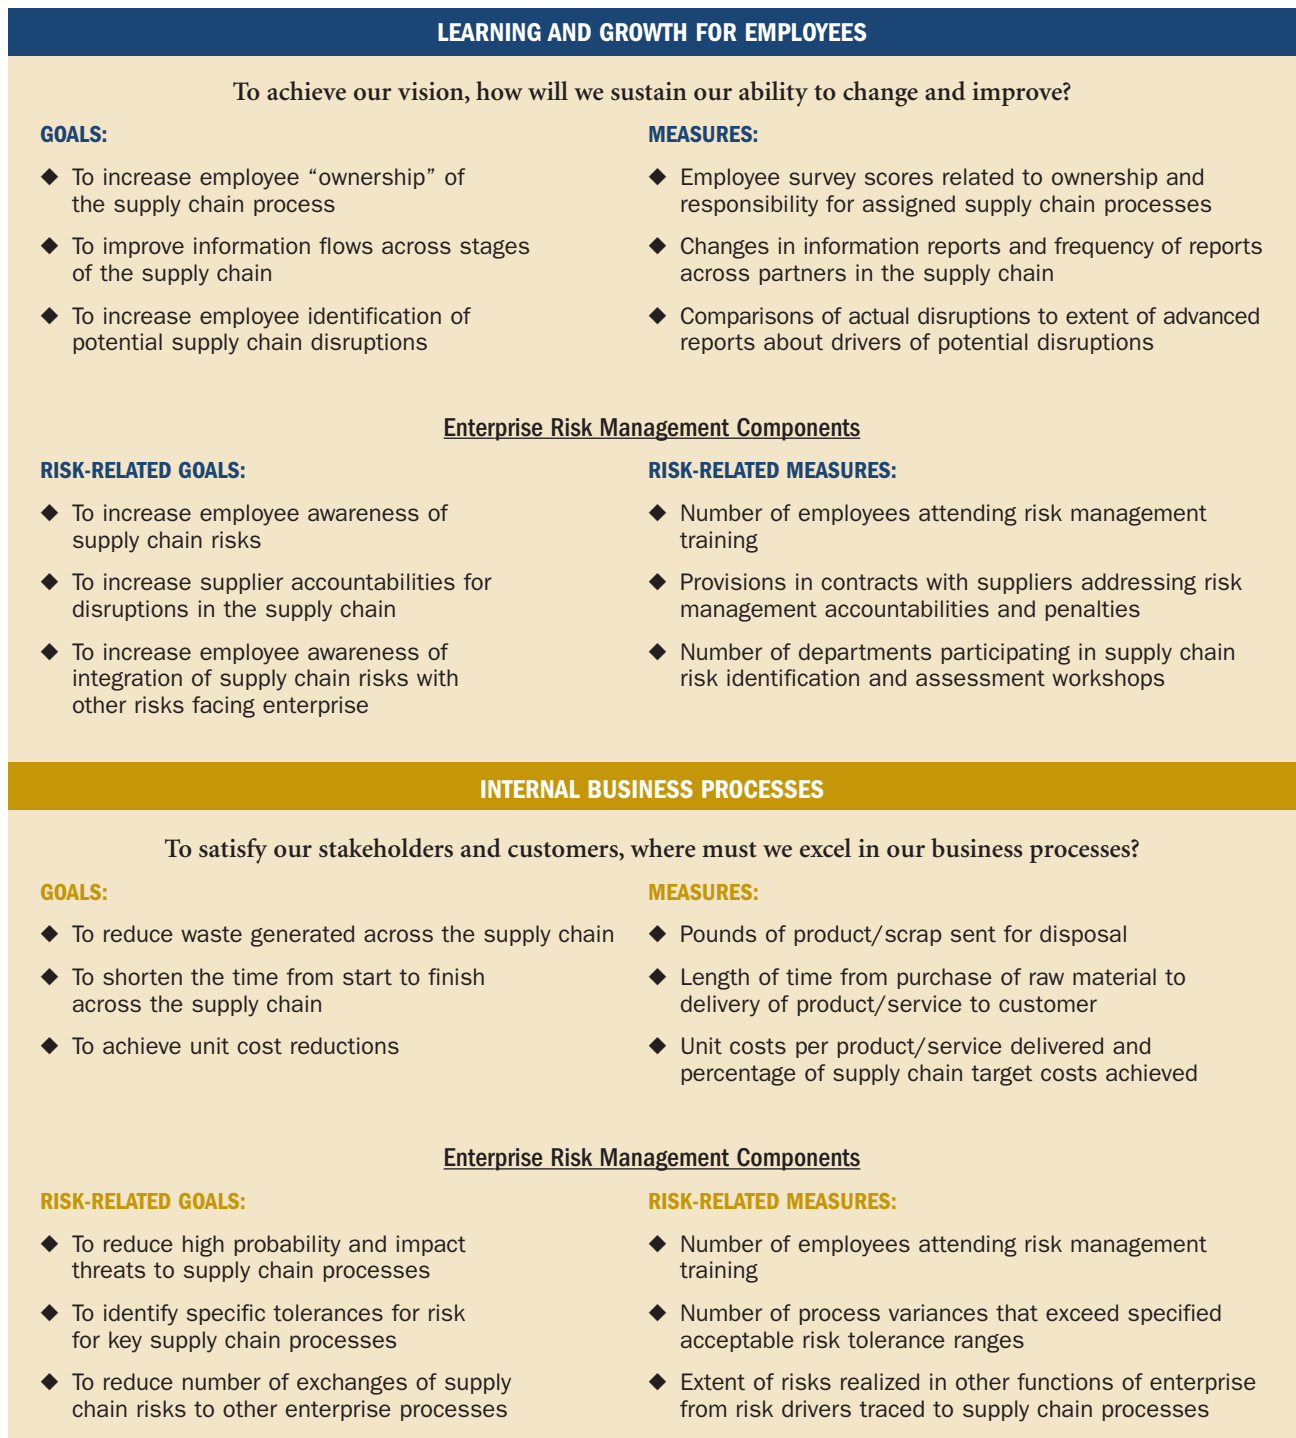 LEARNING AND GROWTH FOR EMPLOYEES
To achieve our vision, how will we sustain our ability to change and improve?
GOALS:
◆ To increase employee “ownership” of
the supply chain process
◆ To improve information flows across stages
of the supply chain
◆ To increase employee identification of
potential supply chain disruptions
MEASURES:
◆ Employee survey scores related to ownership and
responsibility for assigned supply chain processes
◆ Changes in information reports and frequency of reports
across partners in the supply chain
◆ Comparisons of actual disruptions to extent of advanced
reports about drivers of potential disruptions
Enterprise Risk Management Components
RISK-RELATED GOALS:
◆ To increase employee awareness of
supply chain risks
◆ To increase supplier accountabilities for
disruptions in the supply chain
◆ To increase employee awareness of
integration of supply chain risks with
other risks facing enterprise
RISK-RELATED MEASURES:
◆ Number of employees attending risk management
training
◆ Provisions in contracts with suppliers addressing risk
management accountabilities and penalties
◆ Number of departments participating in supply chain
risk identification and assessment workshops
INTERNAL BUSINESS PROCESSES
To satisfy our stakeholders and customers, where must we excel in our business processes?
GOALS:
◆ To reduce waste generated across the supply chain
◆ To shorten the time from start to finish
across the supply chain
◆ To achieve unit cost reductions
MEASURES:
◆ Pounds of product/scrap sent for disposal
◆ Length of time from purchase of raw material to
delivery of product/service to customer
◆ Unit costs per product/service delivered and
percentage of supply chain target costs achieved
Enterprise Risk Management Components
RISK-RELATED GOALS:
◆ To reduce high probability and impact
threats to supply chain processes
◆ To identify specific tolerances for risk
for key supply chain processes
◆ To reduce number of exchanges of supply
chain risks to other enterprise processes
RISK-RELATED MEASURES:
◆ Number of employees attending risk management
training
◆ Number of process variances that exceed specified
acceptable risk tolerance ranges
◆ Extent of risks realized in other functions of enterprise
from risk drivers traced to supply chain processes